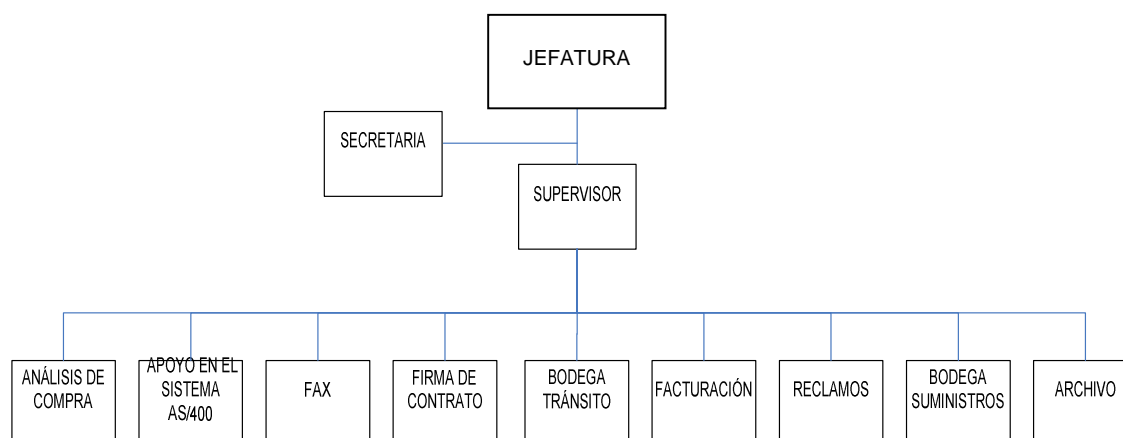 JEFATURA
SECRETARIA
SUPERVISOR
ANÁLISIS DE
COMPRA
APOYO EN EL
SISTEMA
AS/400
FAX
FIRMA DE
CONTRATO
BODEGA
TRÁNSITO
FACTURACIÓN
RECLAMOS
BODEGA
SUMINISTROS
ARCHIVO